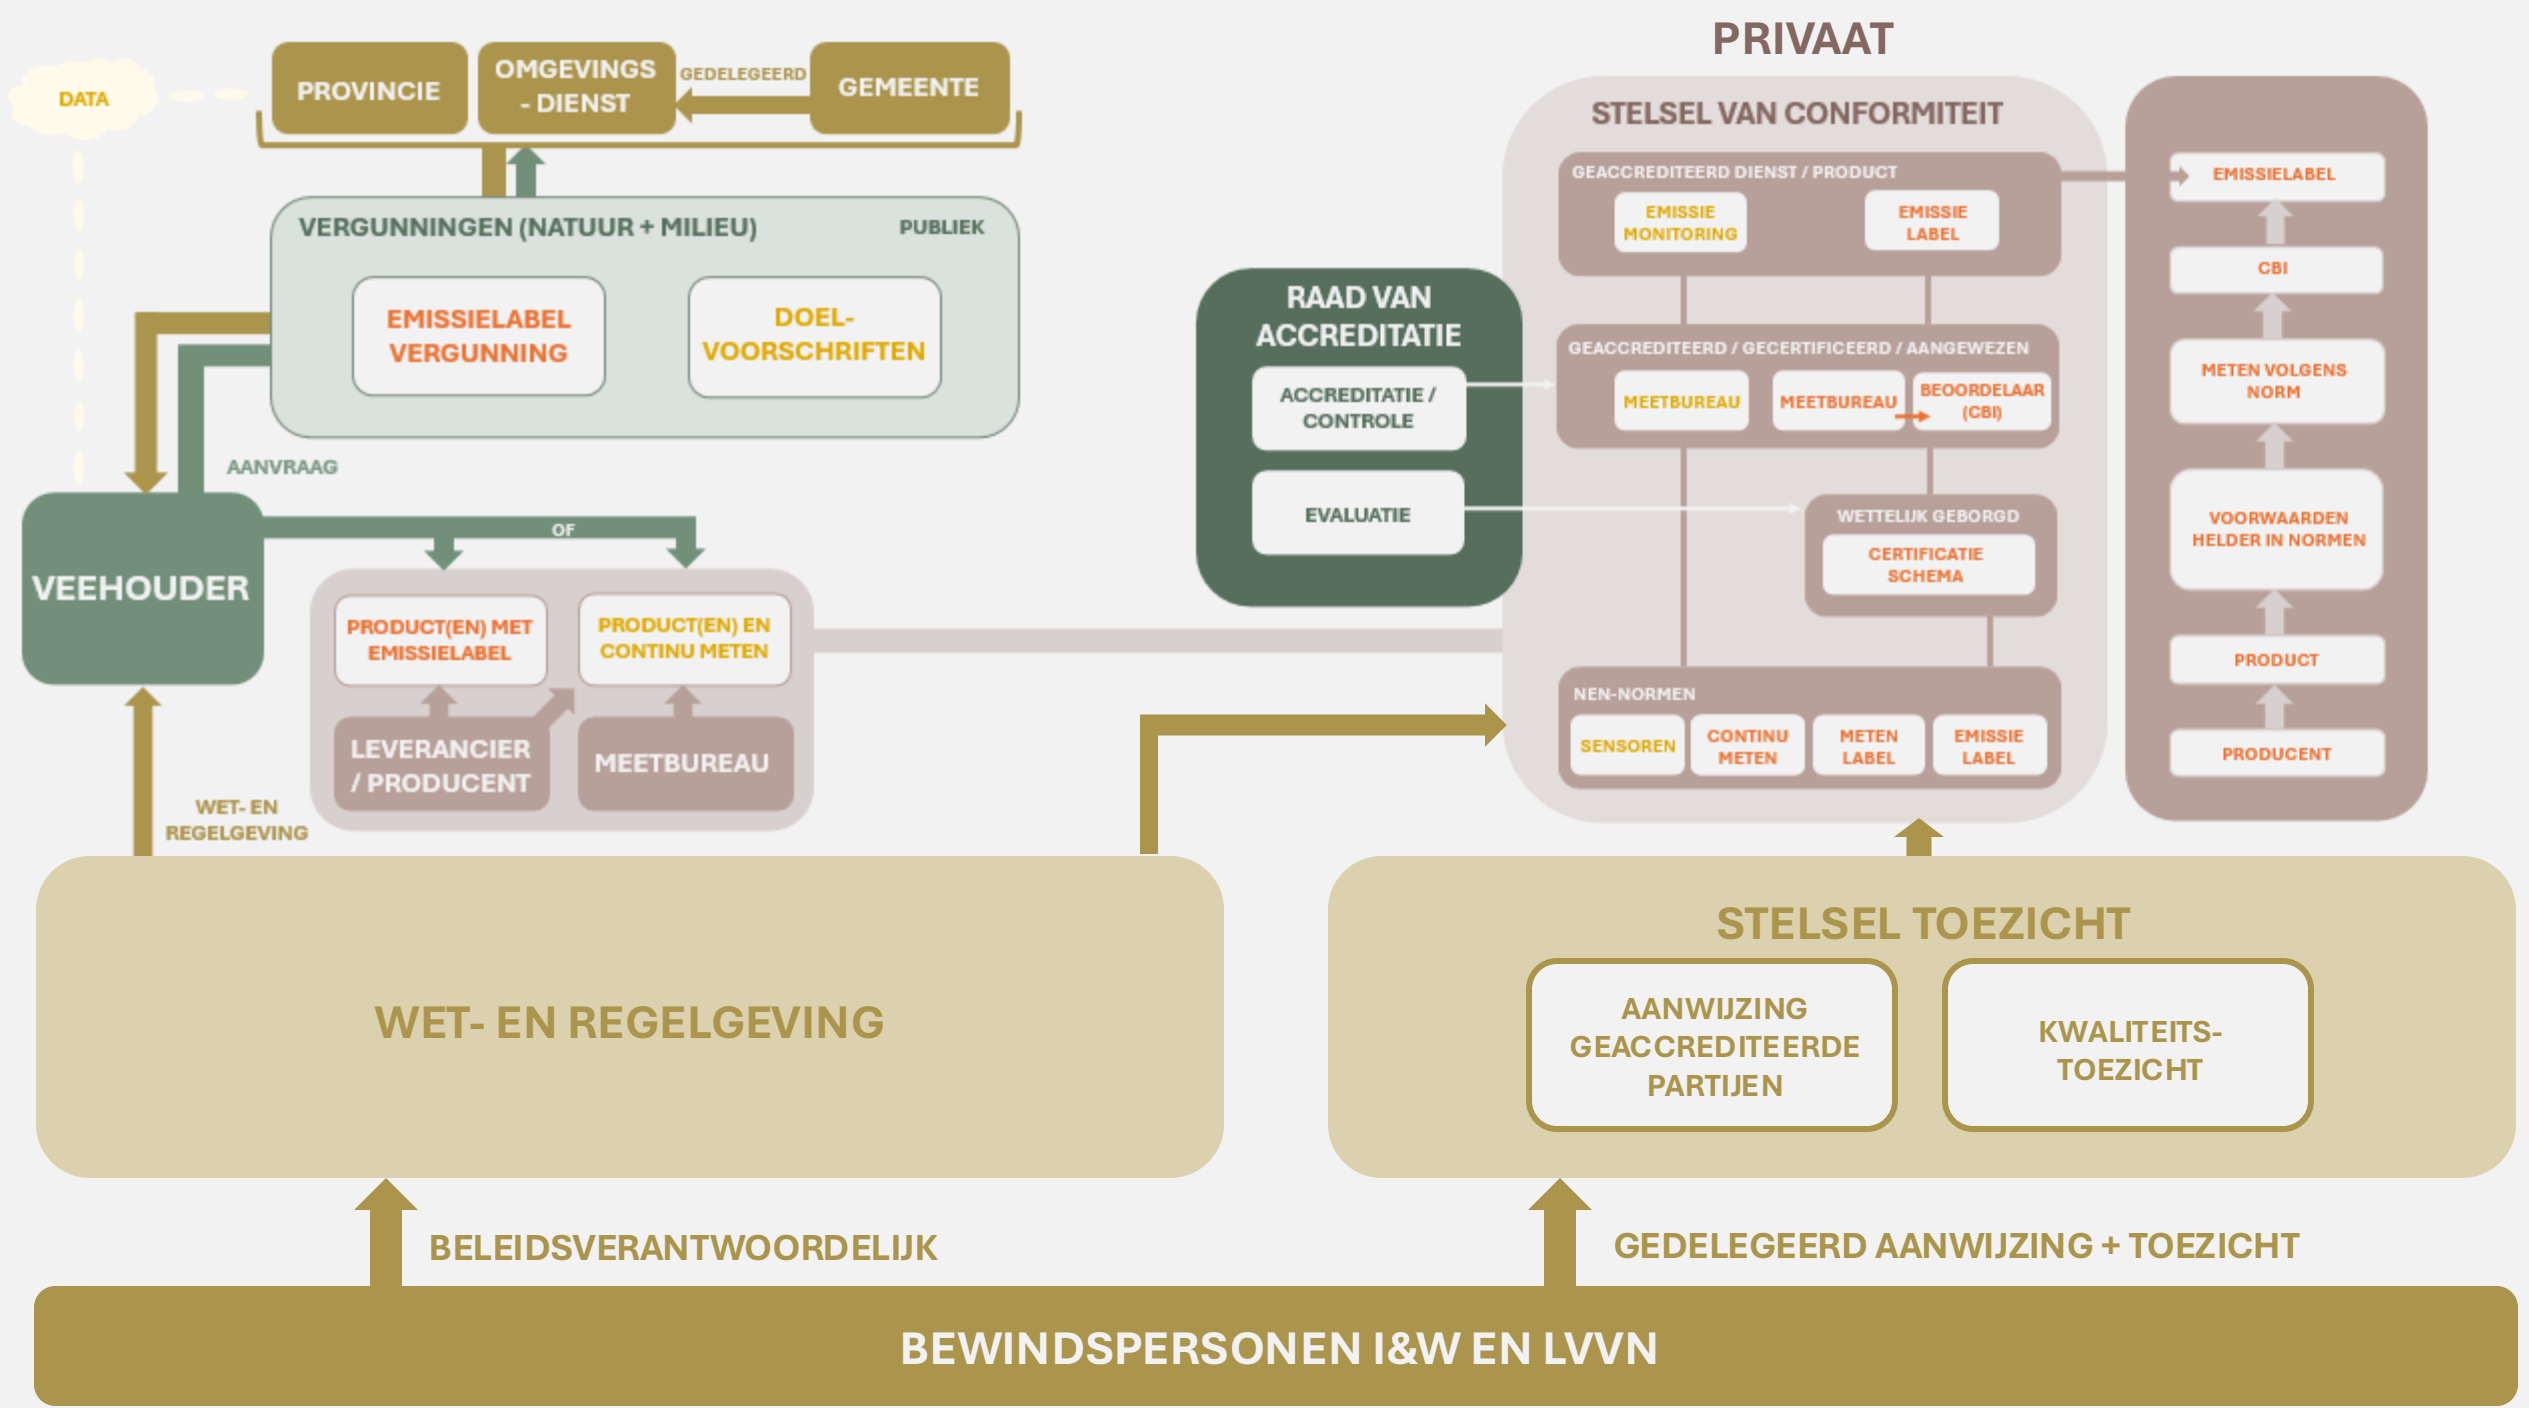 PRIVAAT
DATA
PROVINCIE
OMGEVINGS
- DIENST
GEDELEGEERD
GEMEENTE
VERGUNNINGEN (NATUUR + MILIEU)
PUBLIEK
EMISSIELABEL
VERGUNNING
DOEL-
VOORSCHRIFTEN
AANVRAAG
VEEHOUDER
OF
PRODUCT(EN) MET
EMISSIELABEL
PRODUCT(EN) EN
CONTINU METEN
LEVERANCIER
/ PRODUCENT
MEETBUREAU
WET- EN
REGELGEVING
RAAD VAN
ACCREDITATIE
ACCREDITATIE /
CONTROLE
EVALUATIE
STELSEL VAN CONFORMITEIT
GEACCREDITEERD DIENST / PRODUCT
EMISSIE
MONITORING
EMISSIE
LABEL
GEACCREDITEERD / GECERTIFICEERD / AANGEWEZEN
MEETBUREAU
MEETBUREAU
BEOORDELAAR
(CBI)
WETTELIJK GEBORGD
CERTIFICATIE
SCHEMA
NEN-NORMEN
SENSOREN
CONTINU
METEN
METEN
LABEL
EMISSIE
LABEL
EMISSIELABEL
CBI
METEN VOLGENS
NORM
VOORWAARDEN
HELDER IN NORMEN
PRODUCT
PRODUCENT
WET- EN REGELGEVING
STELSEL TOEZICHT
AANWIJZING
GEACCREDITEERDE
PARTIJEN
KWALITEITS-
TOEZICHT
BELEIDSVERANTWOORDELIJK
GEDELEGEERD AANWIJZING + TOEZICHT
BEWINDSPERSONEN I&W EN LVVN